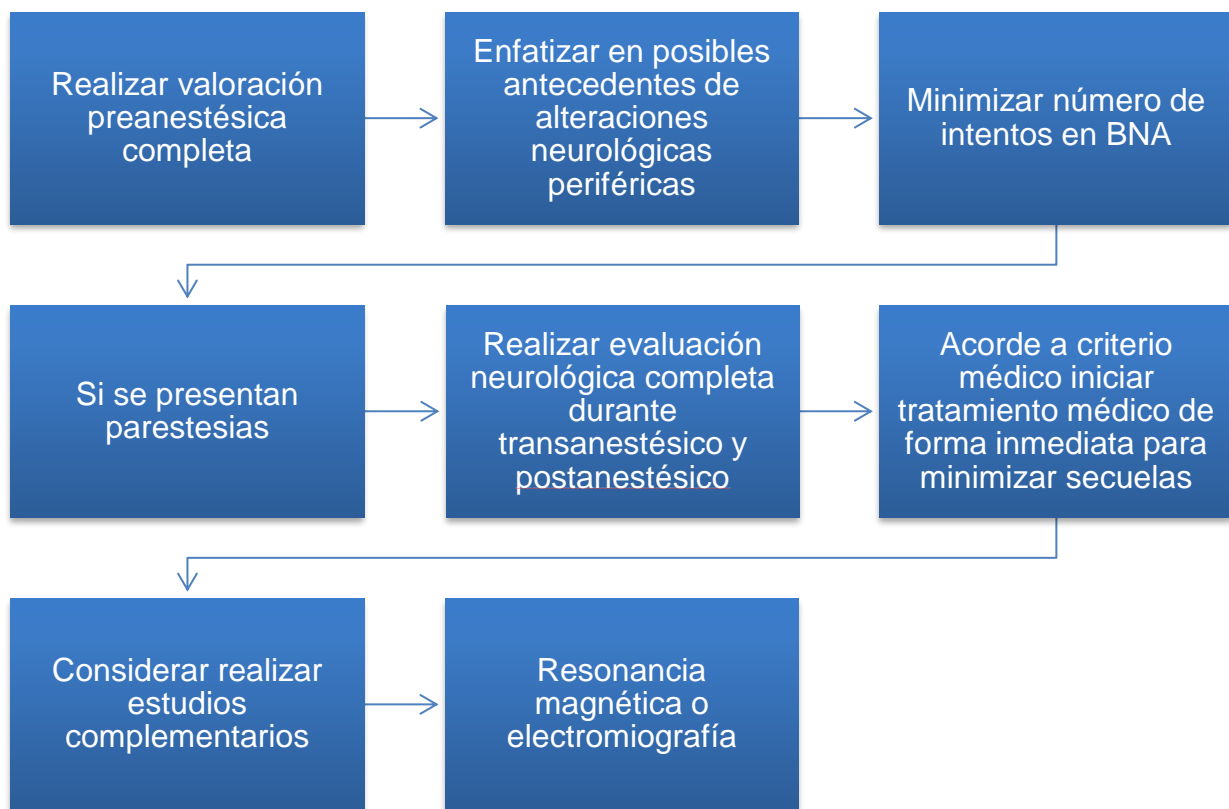 Realizar valoración
preanestésica
completa
Enfatizar en posibles
antecedentes de
alteraciones
neurológicas
periféricas
Minimizar número de
intentos en BNA
Si se presentan
parestesias
Realizar evaluación
neurológica completa
durante
transanestésico y
postanestésico
Acorde a criterio
médico iniciar
tratamiento médico de
forma inmediata para
minimizar secuelas
Considerar realizar
estudios
complementarios
Resonancia
magnética o
electromiografía